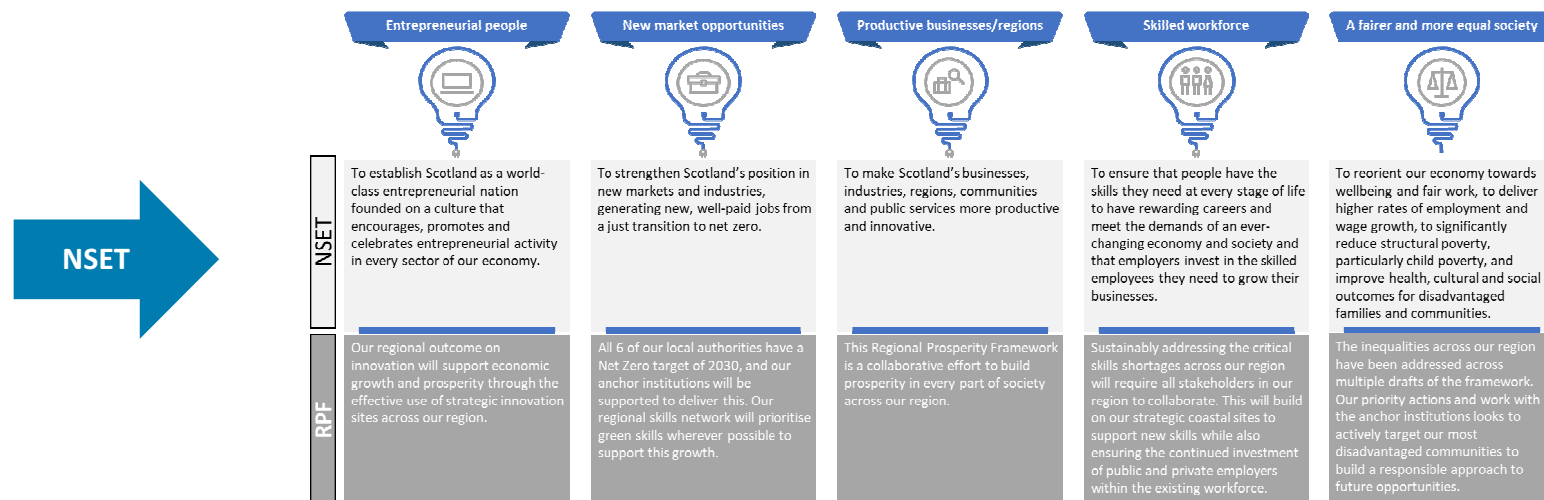 NSET
Entrepreneurial people
New market opportunities
Productive businesses/regions
Skilled workforce
A fairer and more equal society
NSET
To establish Scotland as a world-
class entrepreneurial nation
founded on a culture that
encourages, promotes and
celebrates entrepreneurial activity
in every sector of our economy.
To strengthen Scotland's position in
new markets and industries,
generating new, well-paid jobs from
a just transition to net zero.
To make Scotland's businesses,
industries, regions, communities
and public services more productive
and innovative.
To ensure that people have the
skills they need at every stage of life
to have rewarding careers and
meet the demands of an ever-
changing economy and society and
that employers invest in the skilled
employees they need to grow their
businesses.
To reorient our economy towards
wellbeing and fair work, to deliver
higher rates of employment and
wage growth, to significantly
reduce structural poverty,
particularly child poverty, and
improve health, cultural and social
outcomes for disadvantaged
families and communities.
RPF
Our regional outcome on
innovation will support economic
growth and prosperity through the
effective use of strategic innovation
sites across our region.
All 6 of our local authorities have a
Net Zero target of 2030, and our
anchor institutions will be
supported to deliver this. Our
regional skills network will prioritise
green skills wherever possible to
support this growth.
This Regional Prosperity Framework
is a collaborative effort to build
prosperity in every part of society
across our region.
Sustainably addressing the critical
skills shortages across our region
will require all stakeholders in our
region to collaborate. This will build
on our strategic coastal sites to
support new skills while also
ensuring the continued investment
of public and private employers
within the existing workforce.
The inequalities across our region
have been addressed across
multiple drafts of the framework.
Our priority actions and work with
the anchor institutions looks to
actively target our most
disadvantaged communities to
build a responsible approach to
future opportunities.